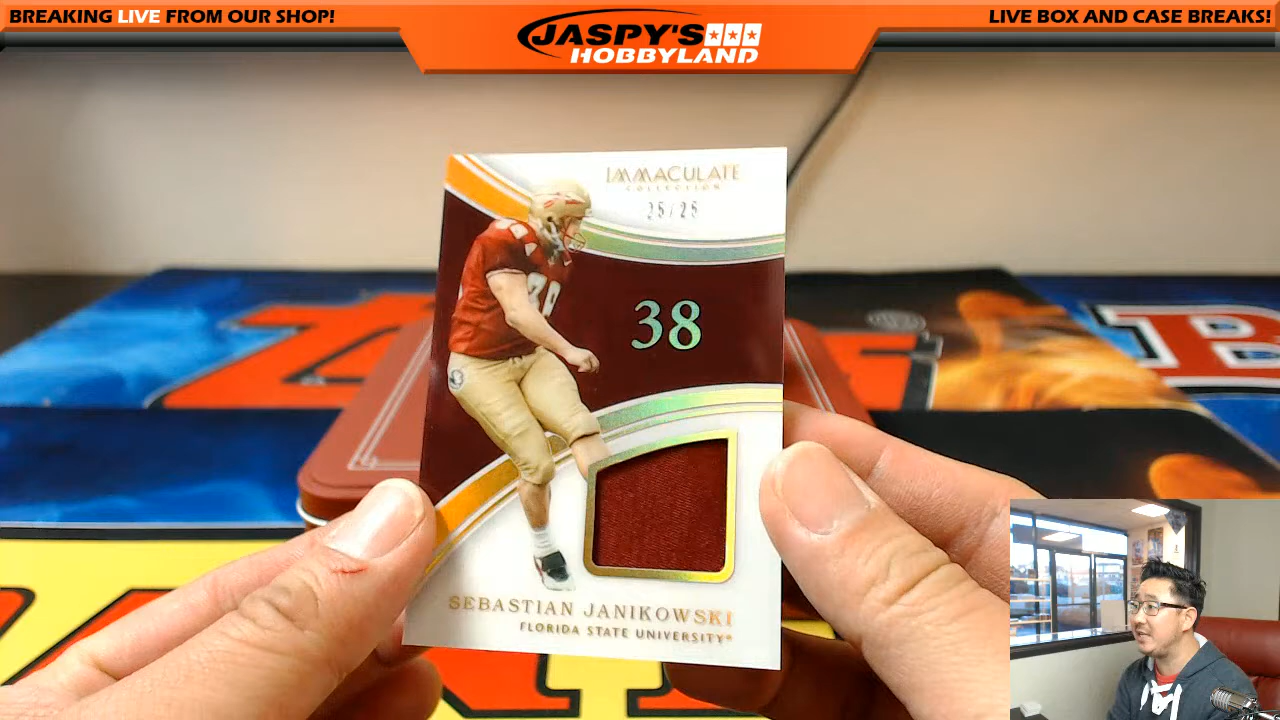 BREAKING LIVE FROM OUR SHOP!
JASPY'S
HOBBYLAND
LIVE BOX AND CASE BREAKS!
IMMACULATE
COLLECTION
25/25
38
38
SEBASTIAN JANIKOWSKI
FLORIDA STATE UNIVERSITY®